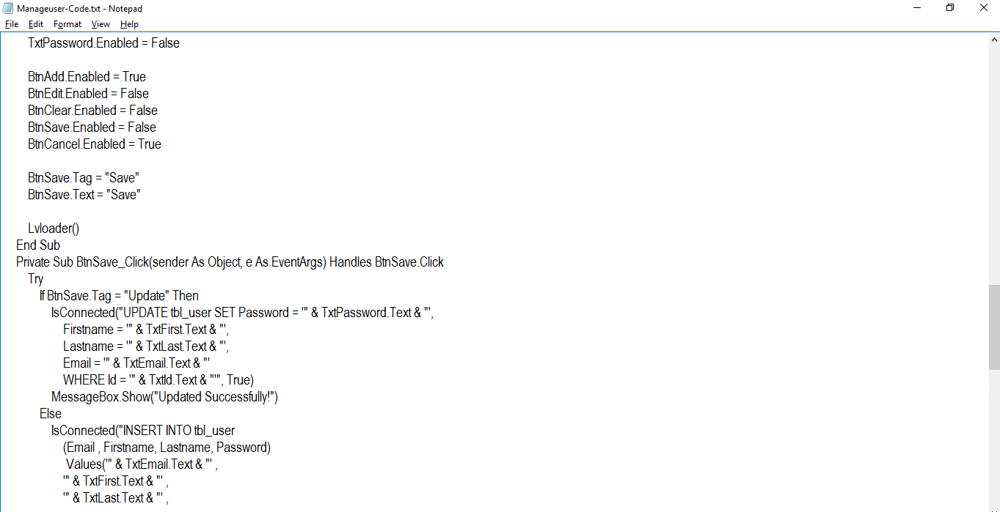 Manageuser-Code.txt - Notepad
File Edit Format View Help
TxtPassword.Enabled = False
BtnAdd.Enabled = True
BtnEdit.Enabled = False
BtnClear.Enabled = False
BtnSave.Enabled = False
BtnCancel.Enabled = True
BtnSave.Tag = "Save"
BtnSave.Text = "Save"
Lvloader()
End Sub
Private Sub BtnSave_Click(sender As Object, e As EventArgs) Handles BtnSave.Click
Try
If BtnSave.Tag = "Update" Then
IsConnected("UPDATE tbl_user SET Password = '" & TxtPassword.Text & "',
Firstname = '" & TxtFirst.Text & "',
Lastname = '" & TxtLast.Text & "',
Email = '" & TxtEmail.Text & "'
WHERE Id = '" & TxtId.Text & "'", True)
MessageBox.Show("Updated Successfully!")
Else
IsConnected("INSERT INTO tbl_user
(Email , Firstname, Lastname, Password)
Values('" & TxtEmail.Text & "' ,
'" & TxtFirst.Text & "' ,
'" & TxtLast.Text & "' ,